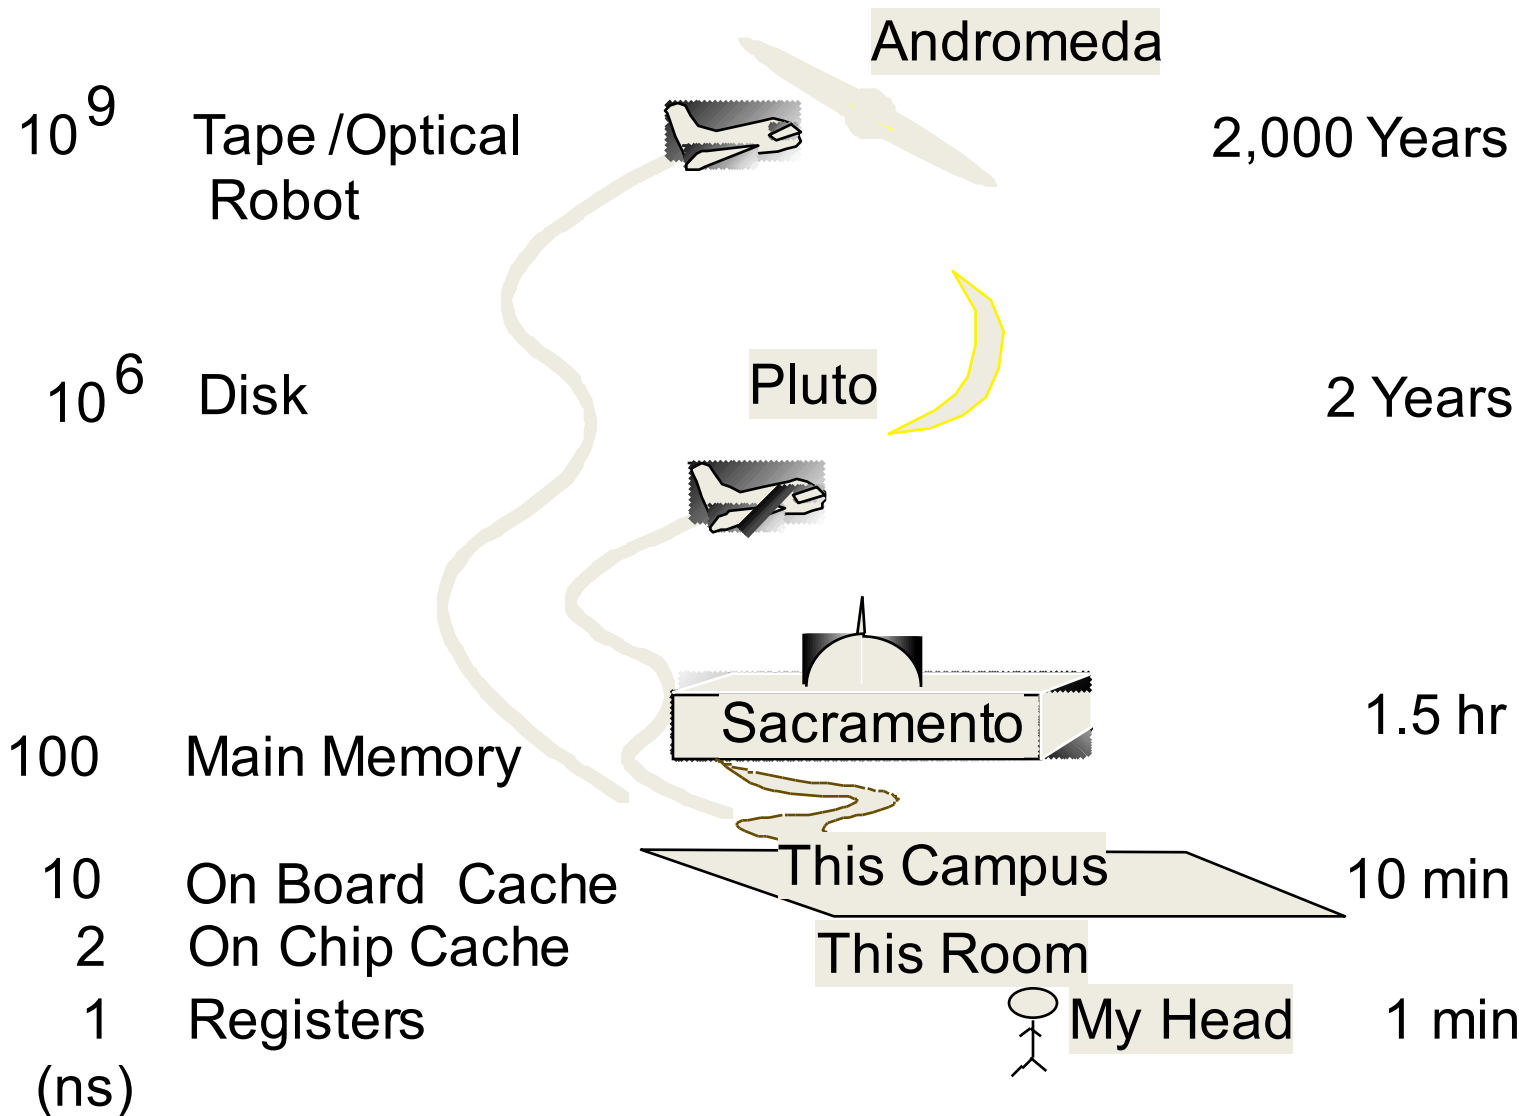 Andromeda
10^9 Tape /Optical 2,000 Years
Robot
10^6 Disk Pluto 2 Years
Sacramento 1.5 hr
100 Main Memory
10 On Board Cache This Campus 10 min
2 On Chip Cache This Room
1 Registers My Head 1 min
(ns)